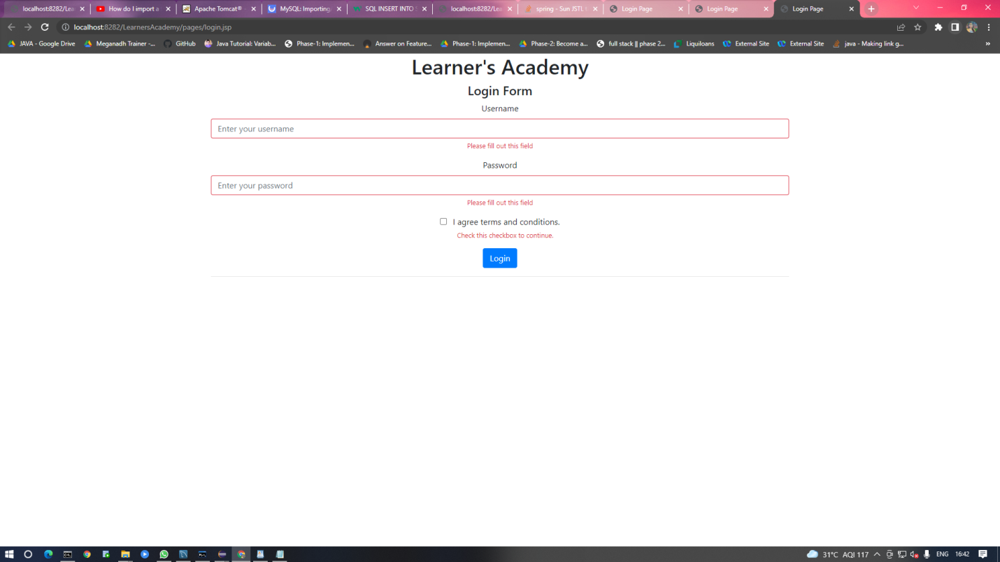 localhost:8282/Lea
How do I import a
Apache Tomcat® -
MySQL: Importing
SQL INSERT INTO S
localhost:8282/Lea
spring - Sun JSTL t
Login Page
Login Page
Login Page
localhost:8282/LearnersAcademy/pages/login.jsp
JAVA - Google Drive
Meganadh Trainer -...
GitHub
Java Tutorial: Variab...
Phase-1: Implemen...
Answer on Feature...
Phase-1: Implemen...
Phase-2: Become a...
full stack || phase 2...
Liquiloans
External Site
External Site
java - Making link g...
»
Learner's Academy
Login Form
Username
Enter your username
Please fill out this field
Password
Enter your password
Please fill out this field
I agree terms and conditions.
Check this checkbox to continue.
Login
31°C AQI 117
ENG
16:42